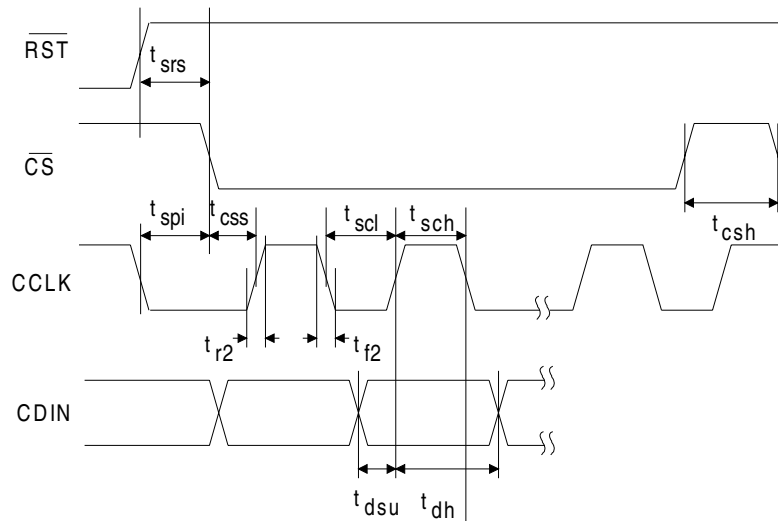 RST
t srs
CS
t spi t css t scl t sch t csh
CCLK
t r2 t f2
CDIN
t dsu t dh